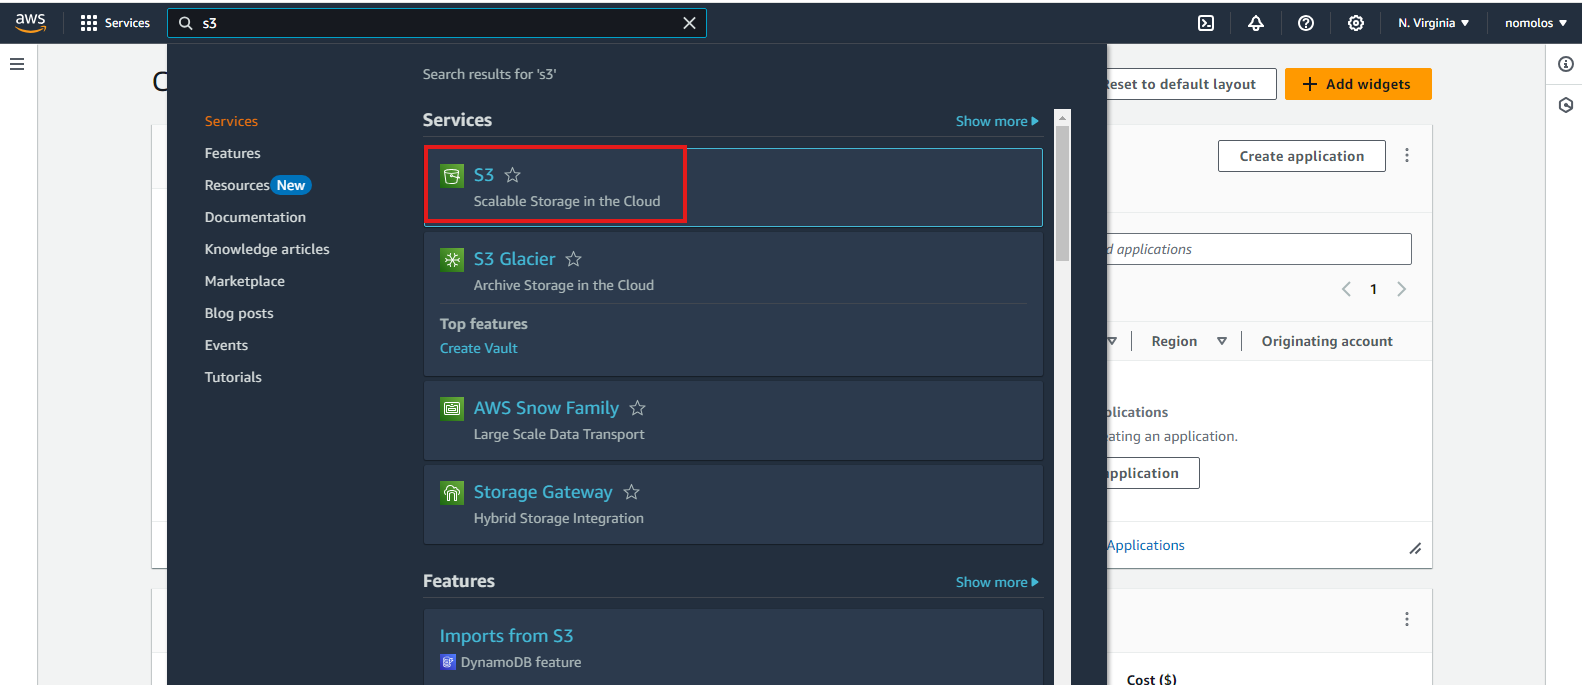 aws
Services
s3
N. Virginia
nomolos
Search results for 's3'
Services
Features
Resources New
Documentation
Knowledge articles
Marketplace
Blog posts
Events
Tutorials
Services
Show more
S3
Scalable Storage in the Cloud
S3 Glacier
Archive Storage in the Cloud
Top features
Create Vault
AWS Snow Family
Large Scale Data Transport
Storage Gateway
Hybrid Storage Integration
Features
Show more
Imports from S3
DynamoDB feature
Reset to default layout
Add widgets
Create application
applications
1
Region
Originating account
an application.
application
Applications
Cost ($)